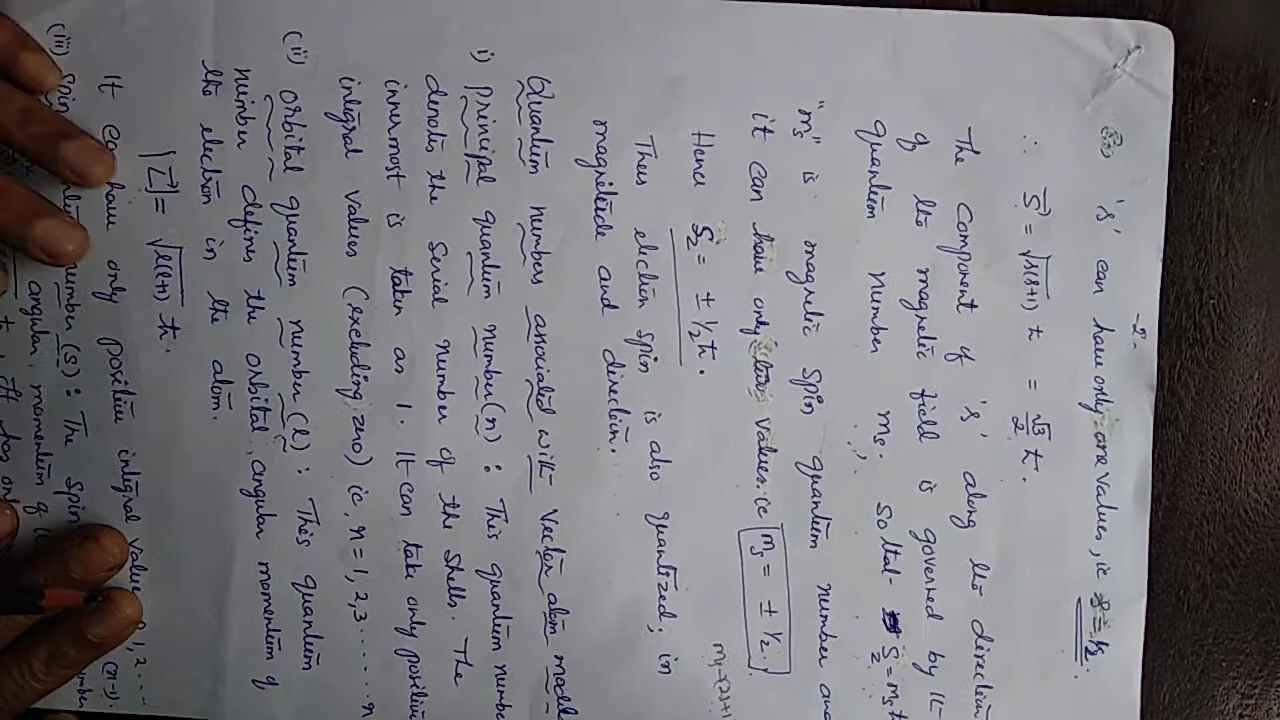 -2-
's' can have only one values, ie s = 1/2.
∴ S⃗ = √s(s+1) ħ = √3/2 ħ.
The component of 's' along the direction
of the magnetic field is governed by the
quantum number ms. So that Sz = ms ħ
"ms" is magnetic spin quantum number and
it can have only two values. ie ms = ± 1/2.
Hence Sz = ± 1/2 ħ.
Thus electron spin is also quantized, in
magnitude and direction.
Quantum numbers associated with vector atom model -
i) principal quantum number(n) : This quantum numbe
denotes the serial number of the shells. The
innermost is taken as 1. It can take only positive
integral values (excluding zero) ie, n = 1, 2, 3 ...... n
(ii) orbital quantum number (l) : This quantum
number defines the orbital angular momentum of
the electron in the atom.
|L⃗| = √l(l+1) ħ.
It can have only positive integral value 1, 2 ...
(n-1).
(iii) spin number (s) : The spin
angular momentum of
has on